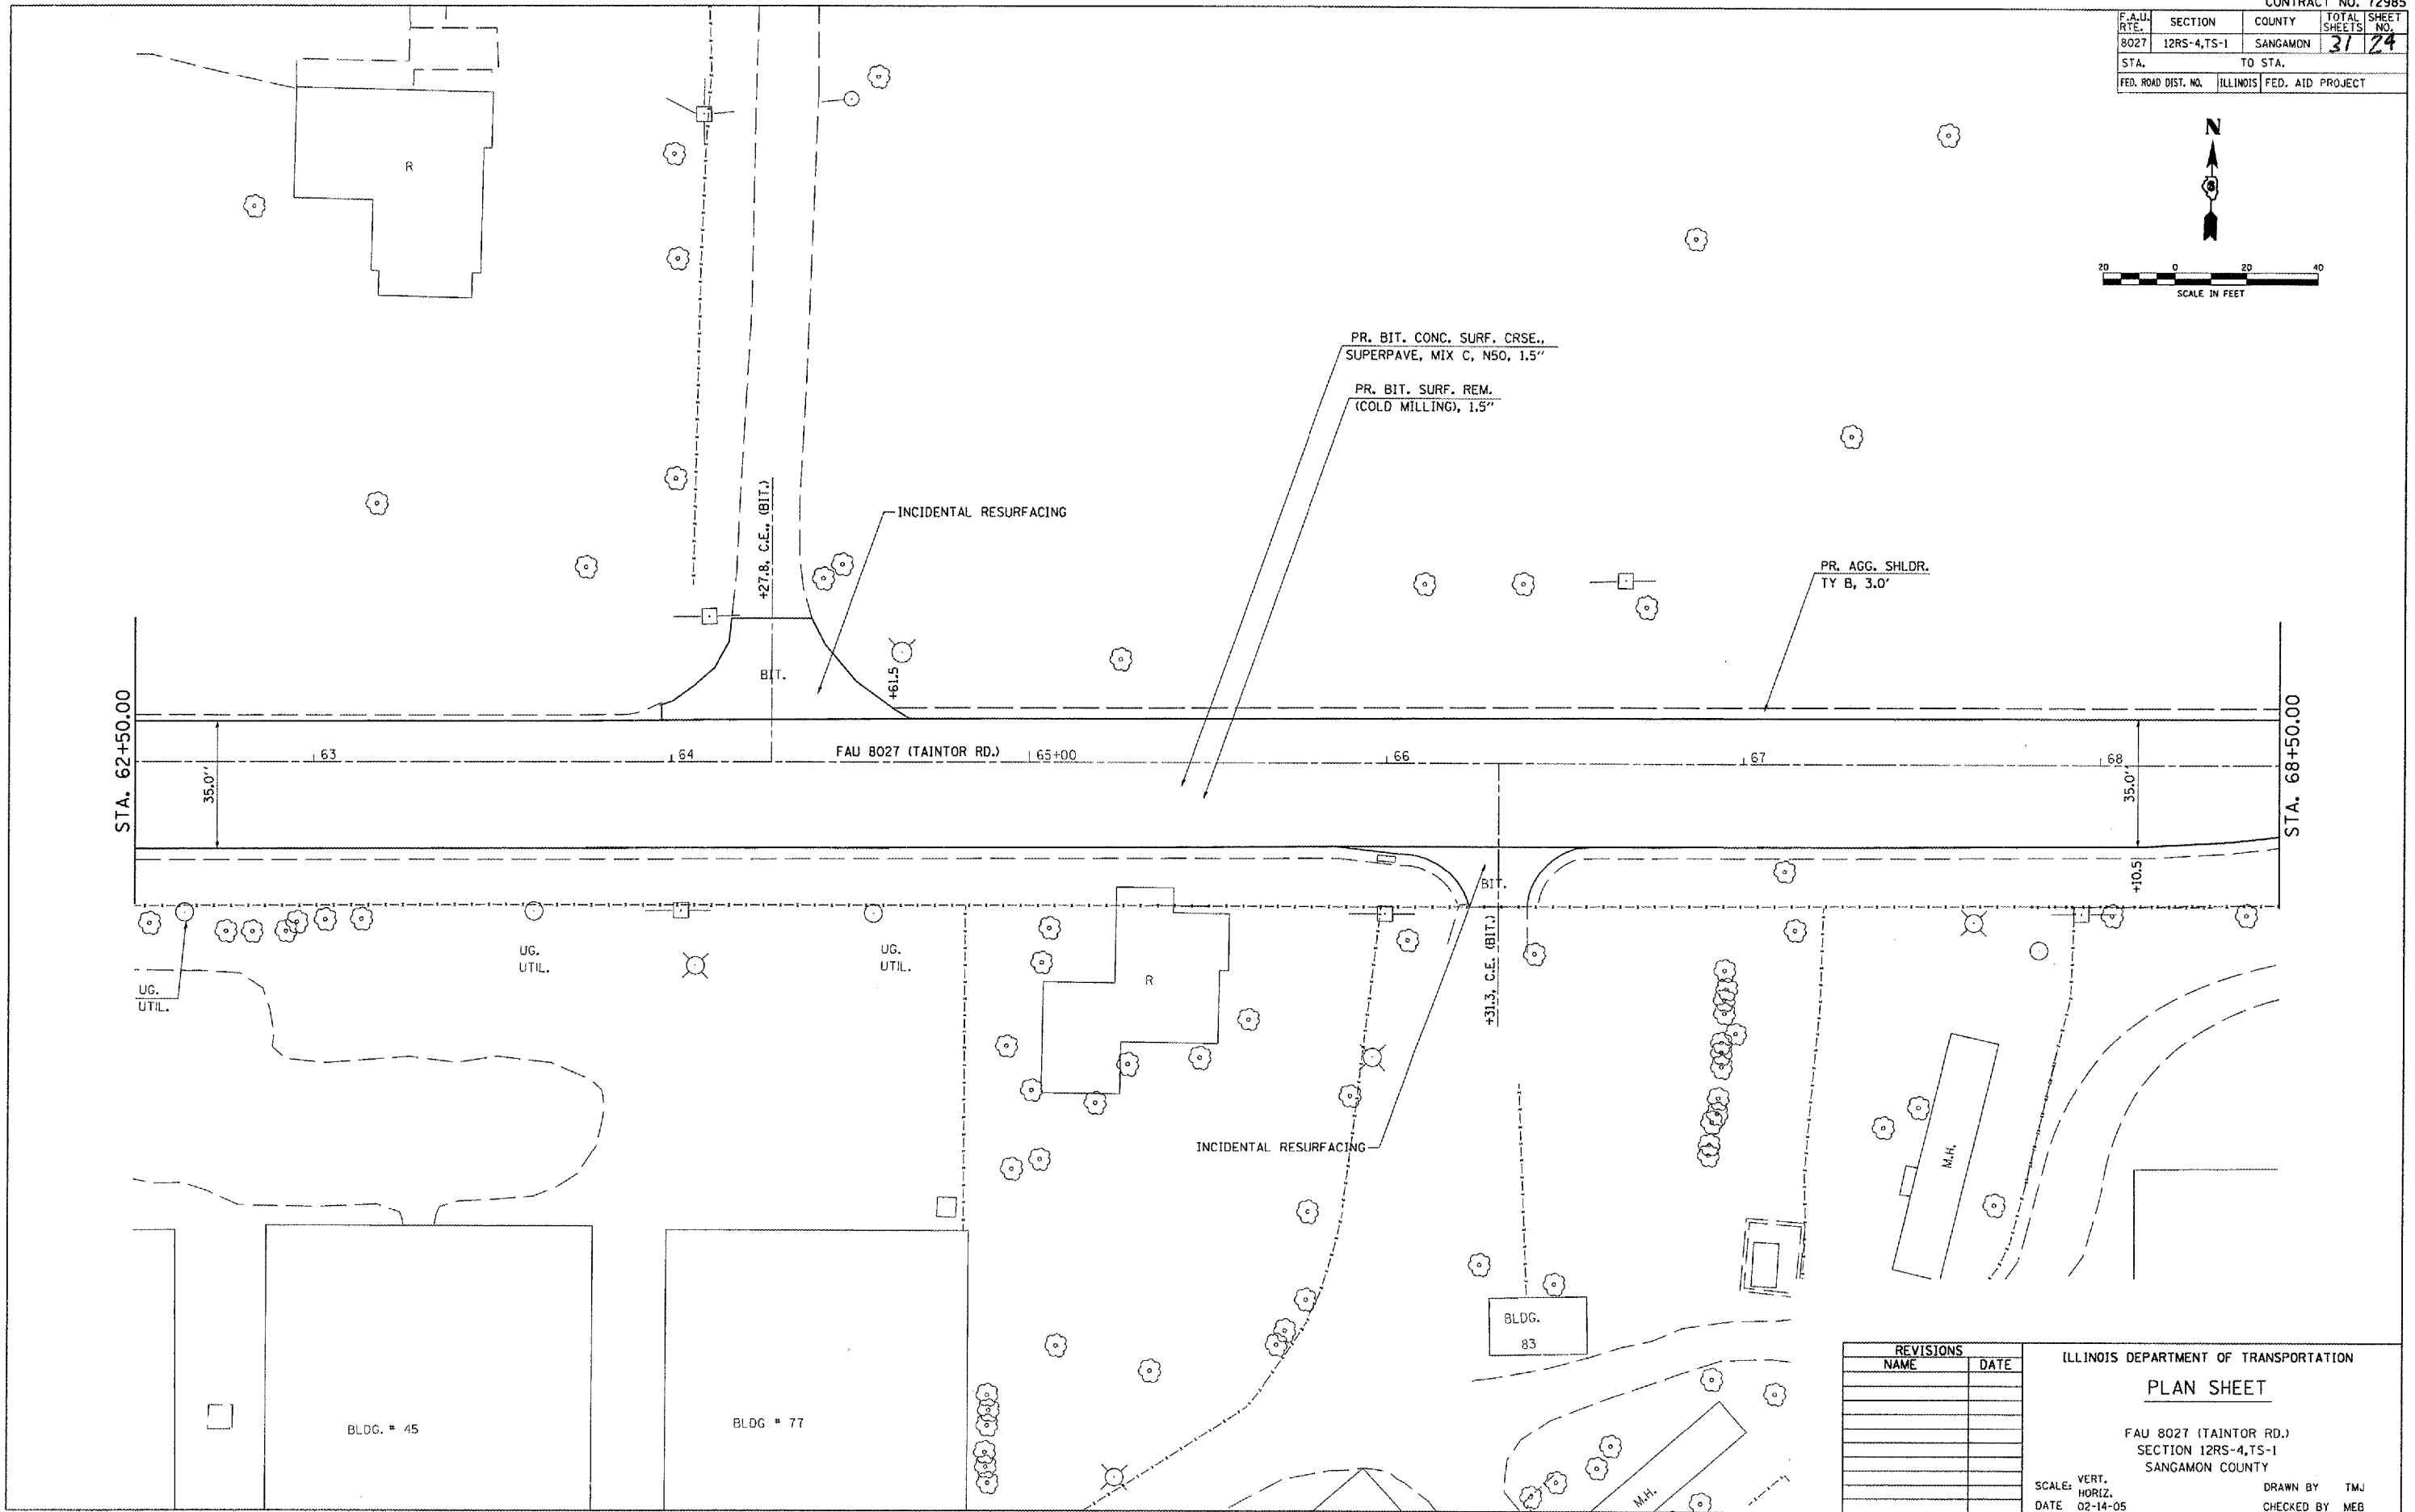 CONTRACT NO. 72985
F.A.U. RTE. SECTION COUNTY TOTAL SHEETS SHEET NO.
8027 12RS-4,TS-1 SANGAMON 31 24
STA. TO STA.
FED. ROAD DIST. NO. ILLINOIS FED. AID PROJECT
N
20 0 20 40
SCALE IN FEET
R
PR. BIT. CONC. SURF. CRSE.,
SUPERPAVE, MIX C, N50, 1.5"
PR. BIT. SURF. REM.
(COLD MILLING), 1.5"
+27.8, C.E., (BIT.)
INCIDENTAL RESURFACING
PR. AGG. SHLDR.
TY B, 3.0'
BIT.
+61.5
STA. 62+50.00
35.0"
63
64
FAU 8027 (TAINTOR RD.)
65+00
66
67
68
35.0"
STA. 68+50.00
BIT.
+10.5
+31.3, C.E. (BIT.)
UG.
UTIL.
UG.
UTIL.
UG.
UTIL.
R
INCIDENTAL RESURFACING
M.H.
BLDG.
83
BLDG. # 45
BLDG # 77
M.H.
REVISIONS
NAME DATE
ILLINOIS DEPARTMENT OF TRANSPORTATION
PLAN SHEET
FAU 8027 (TAINTOR RD.)
SECTION 12RS-4,TS-1
SANGAMON COUNTY
SCALE: VERT.
HORIZ.
DRAWN BY TMJ
DATE 02-14-05
CHECKED BY MEB